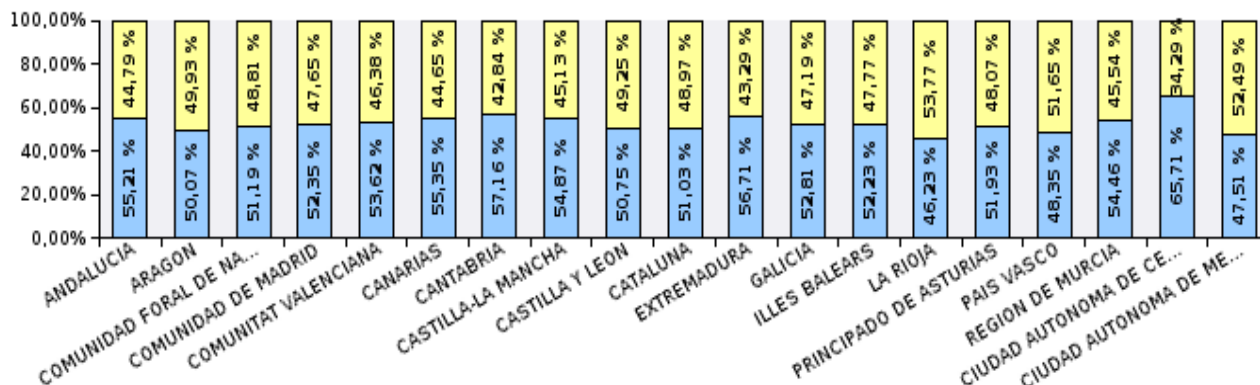 100,00%
80,00%
60,00%
40,00%
20,00%
0,00%
44,79 %
49,93 %
48,81 %
47,65 %
46,38 %
44,65 %
42,84 %
45,13 %
49,25 %
48,97 %
43,29 %
47,19 %
47,77 %
53,77 %
48,07 %
51,65 %
45,54 %
34,29 %
52,49 %
55,21 %
50,07 %
51,19 %
52,35 %
53,62 %
55,35 %
57,16 %
54,87 %
50,75 %
51,03 %
56,71 %
52,81 %
52,23 %
46,23 %
51,93 %
48,35 %
54,46 %
65,71 %
47,51 %
ANDALUCIA
ARAGON
COMUNIDAD FORAL DE NA...
COMUNIDAD DE MADRID
COMUNITAT VALENCIANA
CANARIAS
CANTABRIA
CASTILLA-LA MANCHA
CASTILLA Y LEON
CATALUNA
EXTREMADURA
GALICIA
ILLES BALEARS
LA RIOJA
PRINCIPADO DE ASTURIAS
PAIS VASCO
REGION DE MURCIA
CIUDAD AUTONOMA DE CE...
CIUDAD AUTONOMA DE ME...